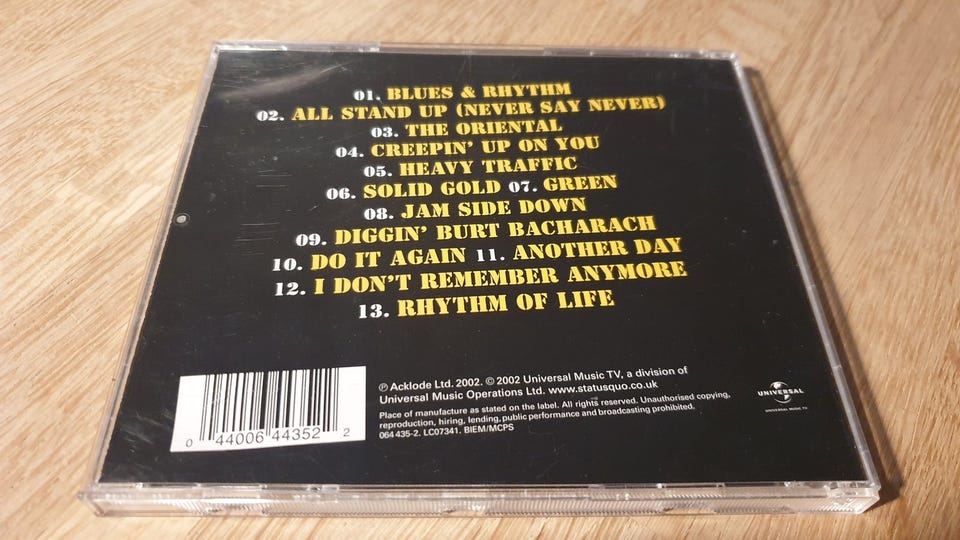 01. BLUES & RHYTHM
02. ALL STAND UP (NEVER SAY NEVER)
03. THE ORIENTAL
04. CREEPIN' UP ON YOU
05. HEAVY TRAFFIC
06. SOLID GOLD 07. GREEN
08. JAM SIDE DOWN
09. DIGGIN' BURT BACHARACH
10. DO IT AGAIN 11. ANOTHER DAY
12. I DON'T REMEMBER ANYMORE
13. RHYTHM OF LIFE
0 44006 44352 2
℗ Acklode Ltd. 2002. © 2002 Universal Music TV, a division of
Universal Music Operations Ltd. www.statusquo.co.uk
Place of manufacture as stated on the label. All rights reserved. Unauthorised copying,
reproduction, hiring, lending, public performance and broadcasting prohibited.
064 435-2. LC07341. BIEM/MCPS
UNIVERSAL
UNIVERSAL MUSIC TV